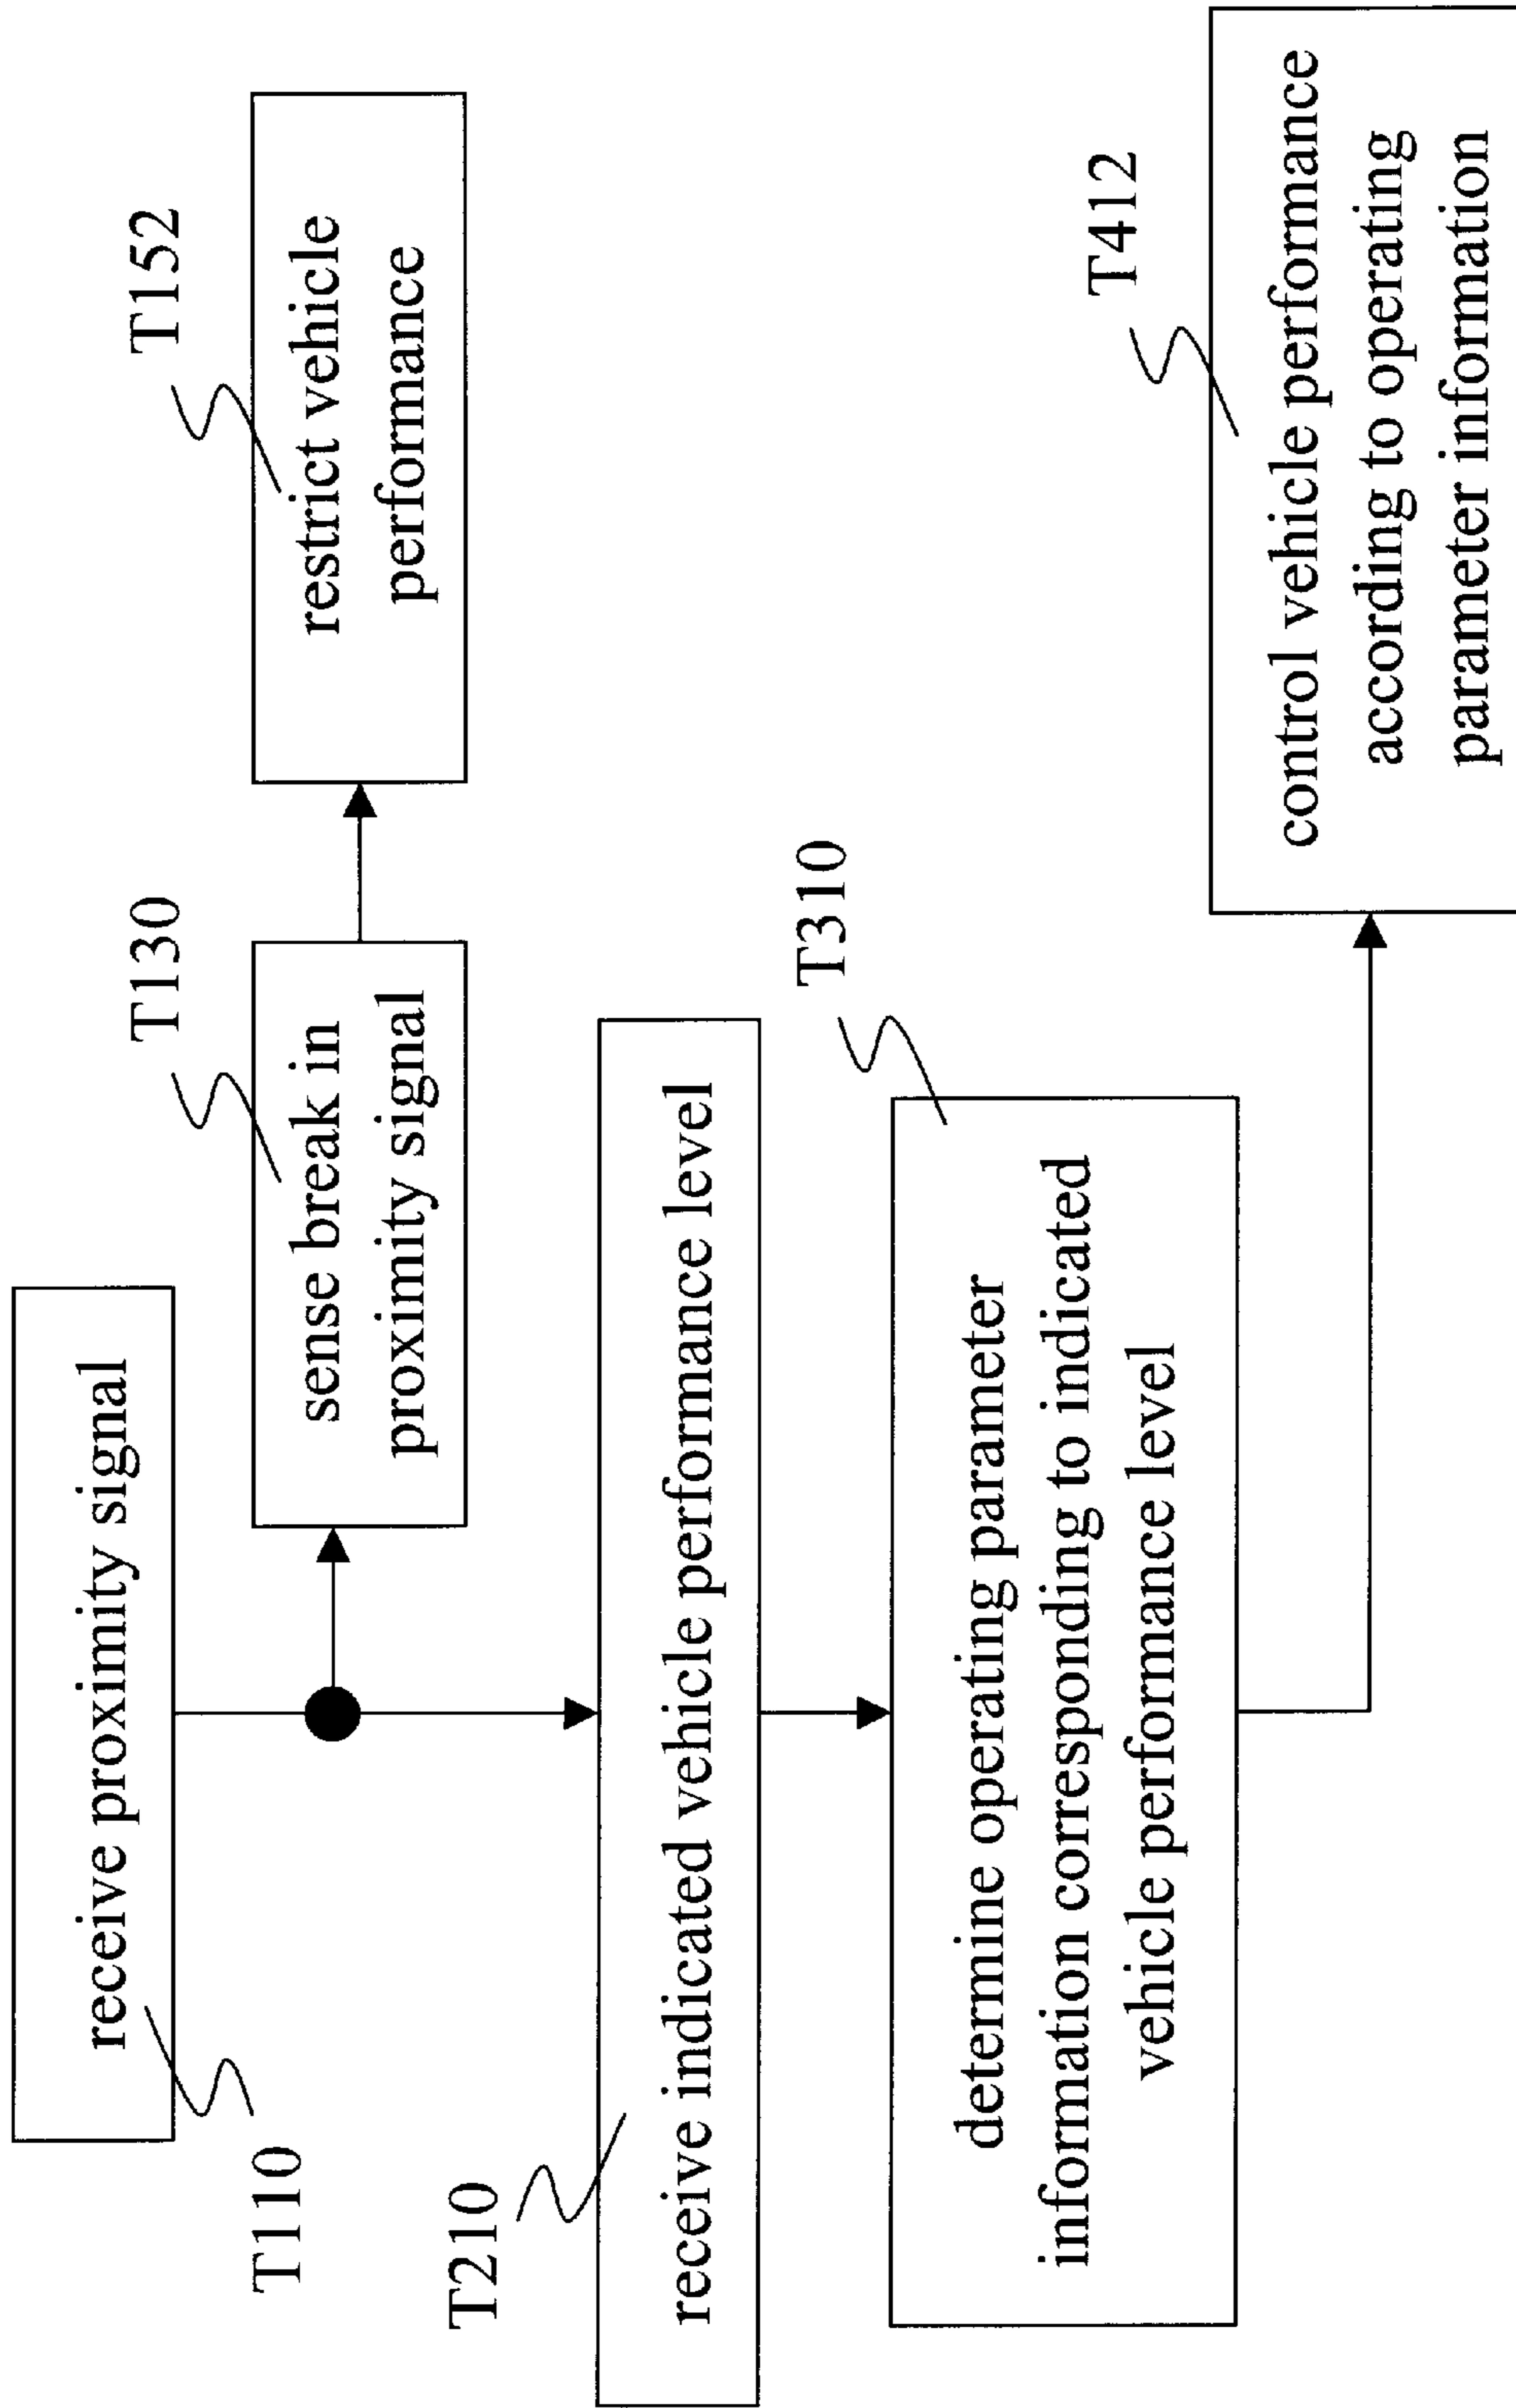 receive proximity signal
T110
T130
sense break in
proximity signal
T152
restrict vehicle
performance
T210
receive indicated vehicle performance level
T310
determine operating parameter
information corresponding to indicated
vehicle performance level
T412
control vehicle performance
according to operating
parameter information